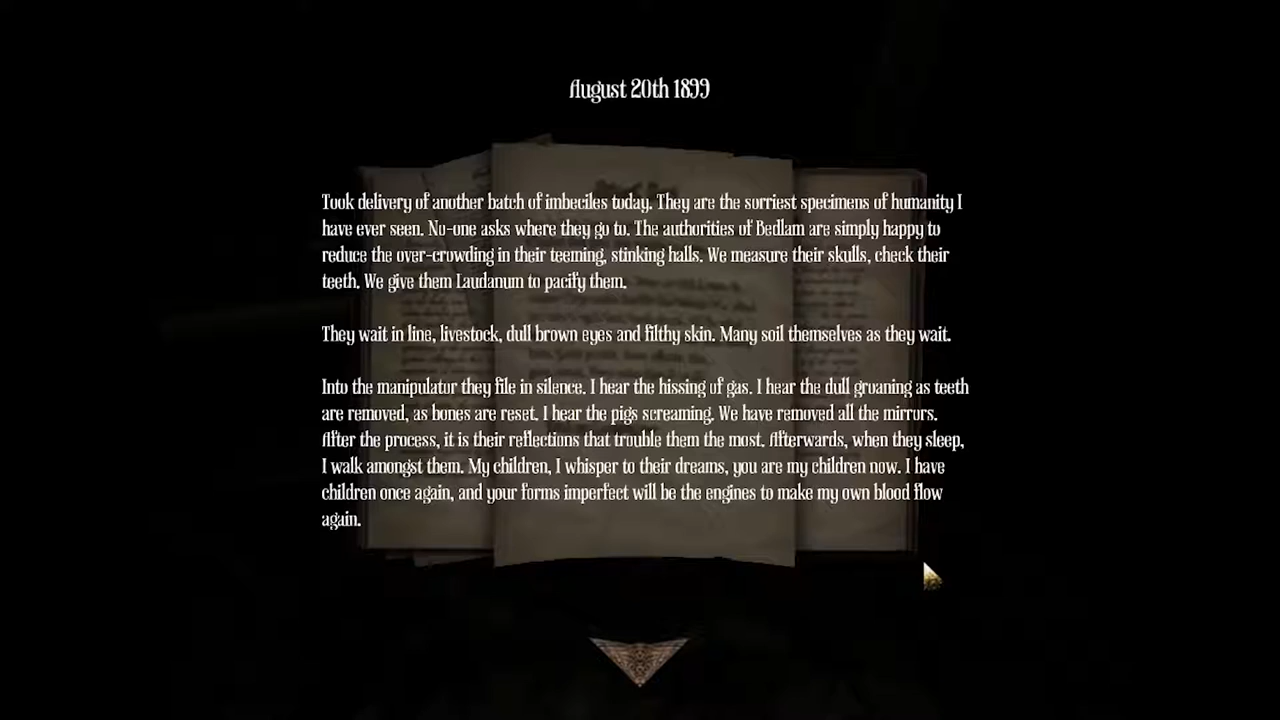 August 20th 1899
Took delivery of another batch of imbeciles today. They are the sorriest specimens of humanity I
have ever seen. No-one asks where they go to. The authorities of Bedlam are simply happy to
reduce the over-crowding in their teeming, stinking halls. We measure their skulls, check their
teeth. We give them Laudanum to pacify them.
They wait in line, livestock, dull brown eyes and filthy skin. Many soil themselves as they wait.
Into the manipulator they file in silence. I hear the hissing of gas. I hear the dull groaning as teeth
are removed, as bones are reset. I hear the pigs screaming. We have removed all the mirrors.
After the process, it is their reflections that trouble them the most. Afterwards, when they sleep,
I walk amongst them. My children, I whisper to their dreams, you are my children now. I have
children once again, and your forms imperfect will be the engines to make my own blood flow
again.